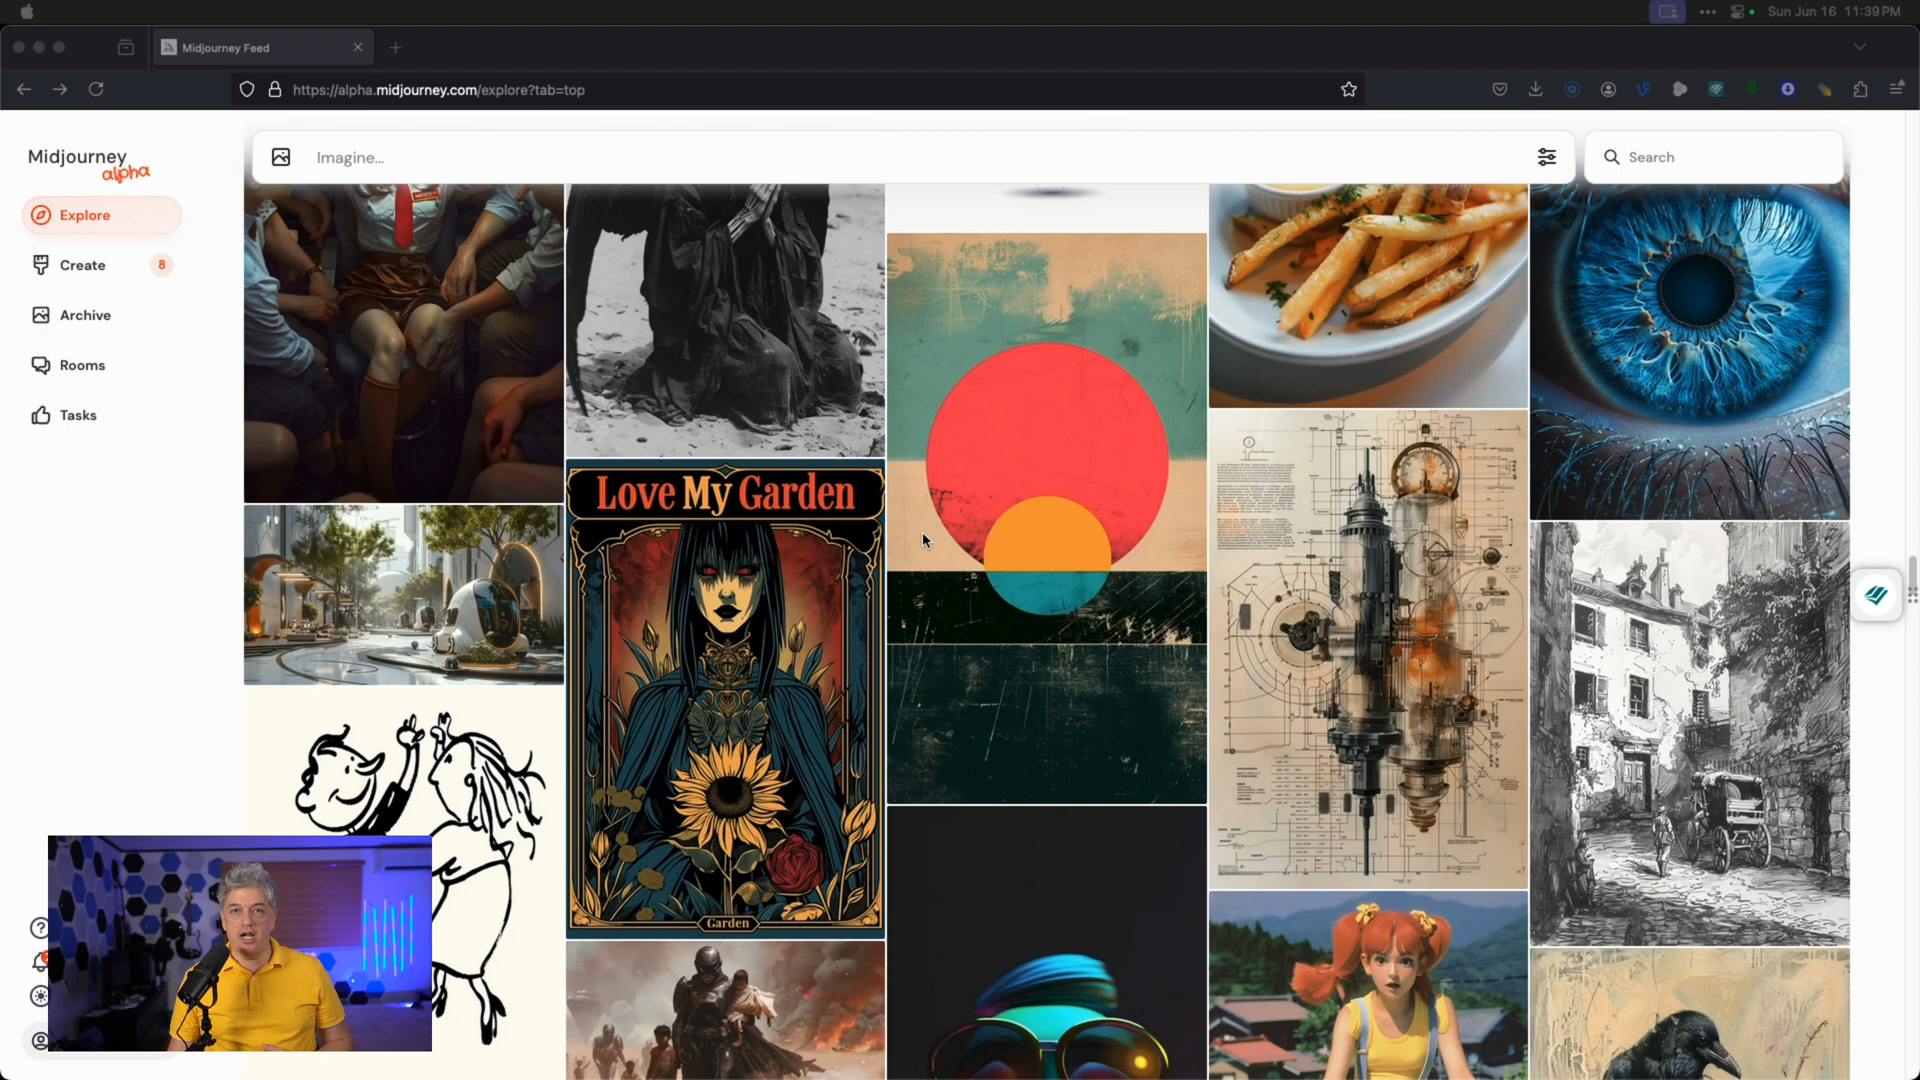 Sun Jun 16 11:39 PM
Midjourney Feed
https://alpha.midjourney.com/explore?tab=top
Midjourney
alpha
Imagine...
Search
Explore
Create 8
Archive
Rooms
Tasks
Love My Garden
Garden